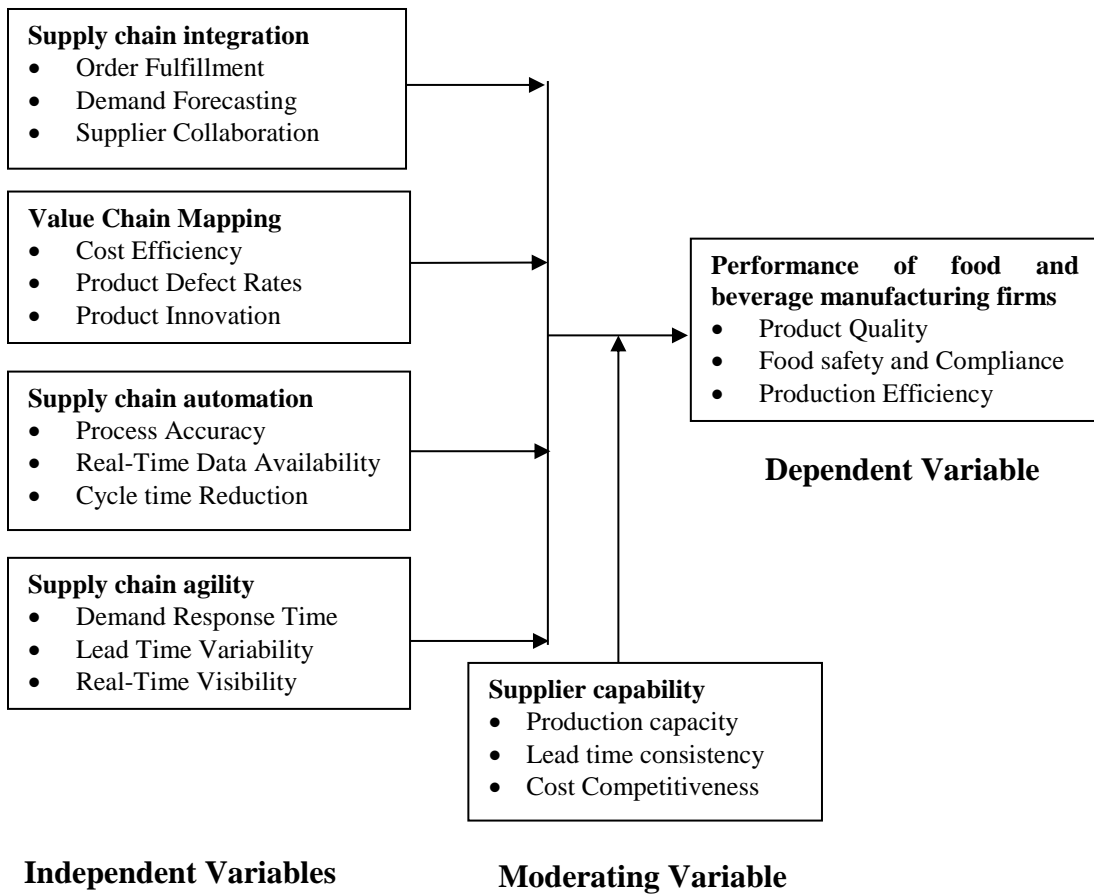 Supply chain integration
• Order Fulfillment
• Demand Forecasting
• Supplier Collaboration
Value Chain Mapping
• Cost Efficiency
• Product Defect Rates
• Product Innovation
Supply chain automation
• Process Accuracy
• Real-Time Data Availability
• Cycle time Reduction
Supply chain agility
• Demand Response Time
• Lead Time Variability
• Real-Time Visibility
Performance of food and
beverage manufacturing firms
• Product Quality
• Food safety and Compliance
• Production Efficiency
Dependent Variable
Supplier capability
• Production capacity
• Lead time consistency
• Cost Competitiveness
Independent Variables
Moderating Variable